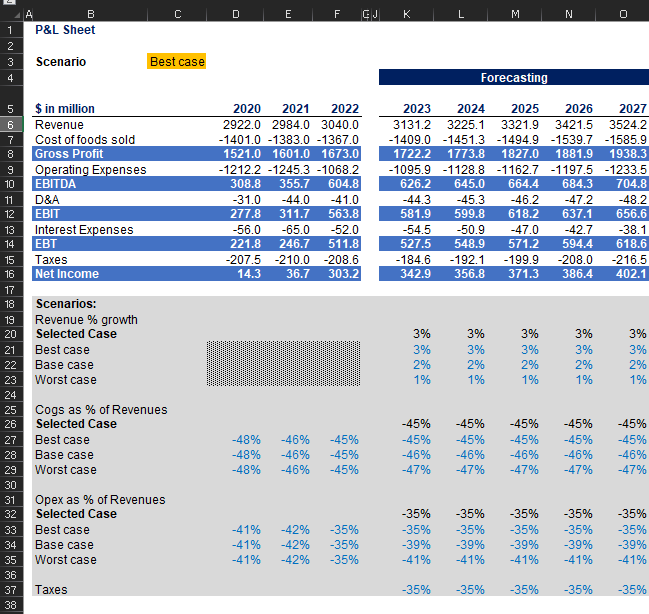 A B C D E F G J K L M N O
1 P&L Sheet
2
3 Scenario Best case
4 Forecasting
5 $ in million 2020 2021 2022 2023 2024 2025 2026 2027
6 Revenue 2922.0 2984.0 3040.0 3131.2 3225.1 3321.9 3421.5 3524.2
7 Cost of foods sold -1401.0 -1383.0 -1367.0 -1409.0 -1451.3 -1494.9 -1539.7 -1585.9
8 Gross Profit 1521.0 1601.0 1673.0 1722.2 1773.8 1827.0 1881.9 1938.3
9 Operating Expenses -1212.2 -1245.3 -1068.2 -1095.9 -1128.8 -1162.7 -1197.5 -1233.5
10 EBITDA 308.8 355.7 604.8 626.2 645.0 664.4 684.3 704.8
11 D&A -31.0 -44.0 -41.0 -44.3 -45.3 -46.2 -47.2 -48.2
12 EBIT 277.8 311.7 563.8 581.9 599.8 618.2 637.1 656.6
13 Interest Expenses -56.0 -65.0 -52.0 -54.5 -50.9 -47.0 -42.7 -38.1
14 EBT 221.8 246.7 511.8 527.5 548.9 571.2 594.4 618.6
15 Taxes -207.5 -210.0 -208.6 -184.6 -192.1 -199.9 -208.0 -216.5
16 Net Income 14.3 36.7 303.2 342.9 356.8 371.3 386.4 402.1
17
18 Scenarios:
19 Revenue % growth
20 Selected Case 3% 3% 3% 3% 3%
21 Best case 3% 3% 3% 3% 3%
22 Base case 2% 2% 2% 2% 2%
23 Worst case 1% 1% 1% 1% 1%
24
25 Cogs as % of Revenues
26 Selected Case -45% -45% -45% -45% -45%
27 Best case -48% -46% -45% -45% -45% -45% -45% -45%
28 Base case -48% -46% -45% -46% -46% -46% -46% -46%
29 Worst case -48% -46% -45% -47% -47% -47% -47% -47%
30
31 Opex as % of Revenues
32 Selected Case -35% -35% -35% -35% -35%
33 Best case -41% -42% -35% -35% -35% -35% -35% -35%
34 Base case -41% -42% -35% -39% -39% -39% -39% -39%
35 Worst case -41% -42% -35% -41% -41% -41% -41% -41%
36
37 Taxes -35% -35% -35% -35% -35%
38